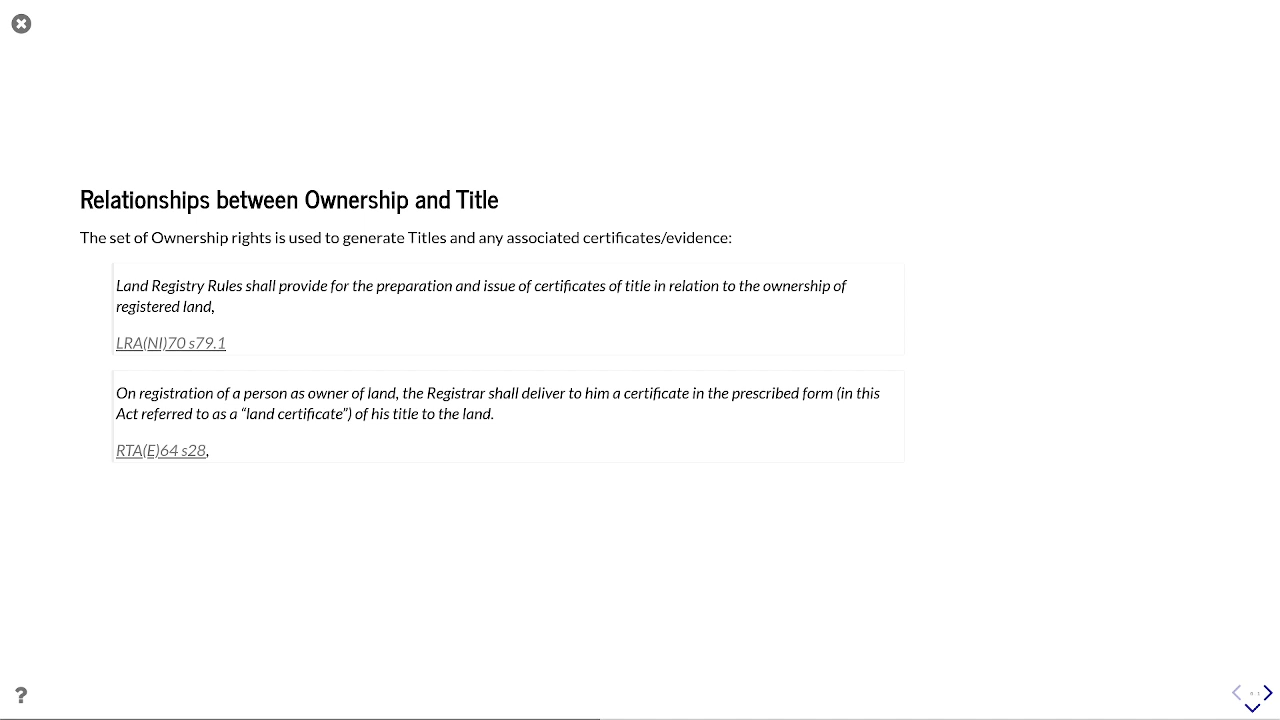 Relationships between Ownership and Title
The set of Ownership rights is used to generate Titles and any associated certificates/evidence:
Land Registry Rules shall provide for the preparation and issue of certificates of title in relation to the ownership of
registered land,
LRA(NI)70 s79.1
On registration of a person as owner of land, the Registrar shall deliver to him a certificate in the prescribed form (in this
Act referred to as a “land certificate”) of his title to the land.
RTA(E)64 s28,
?